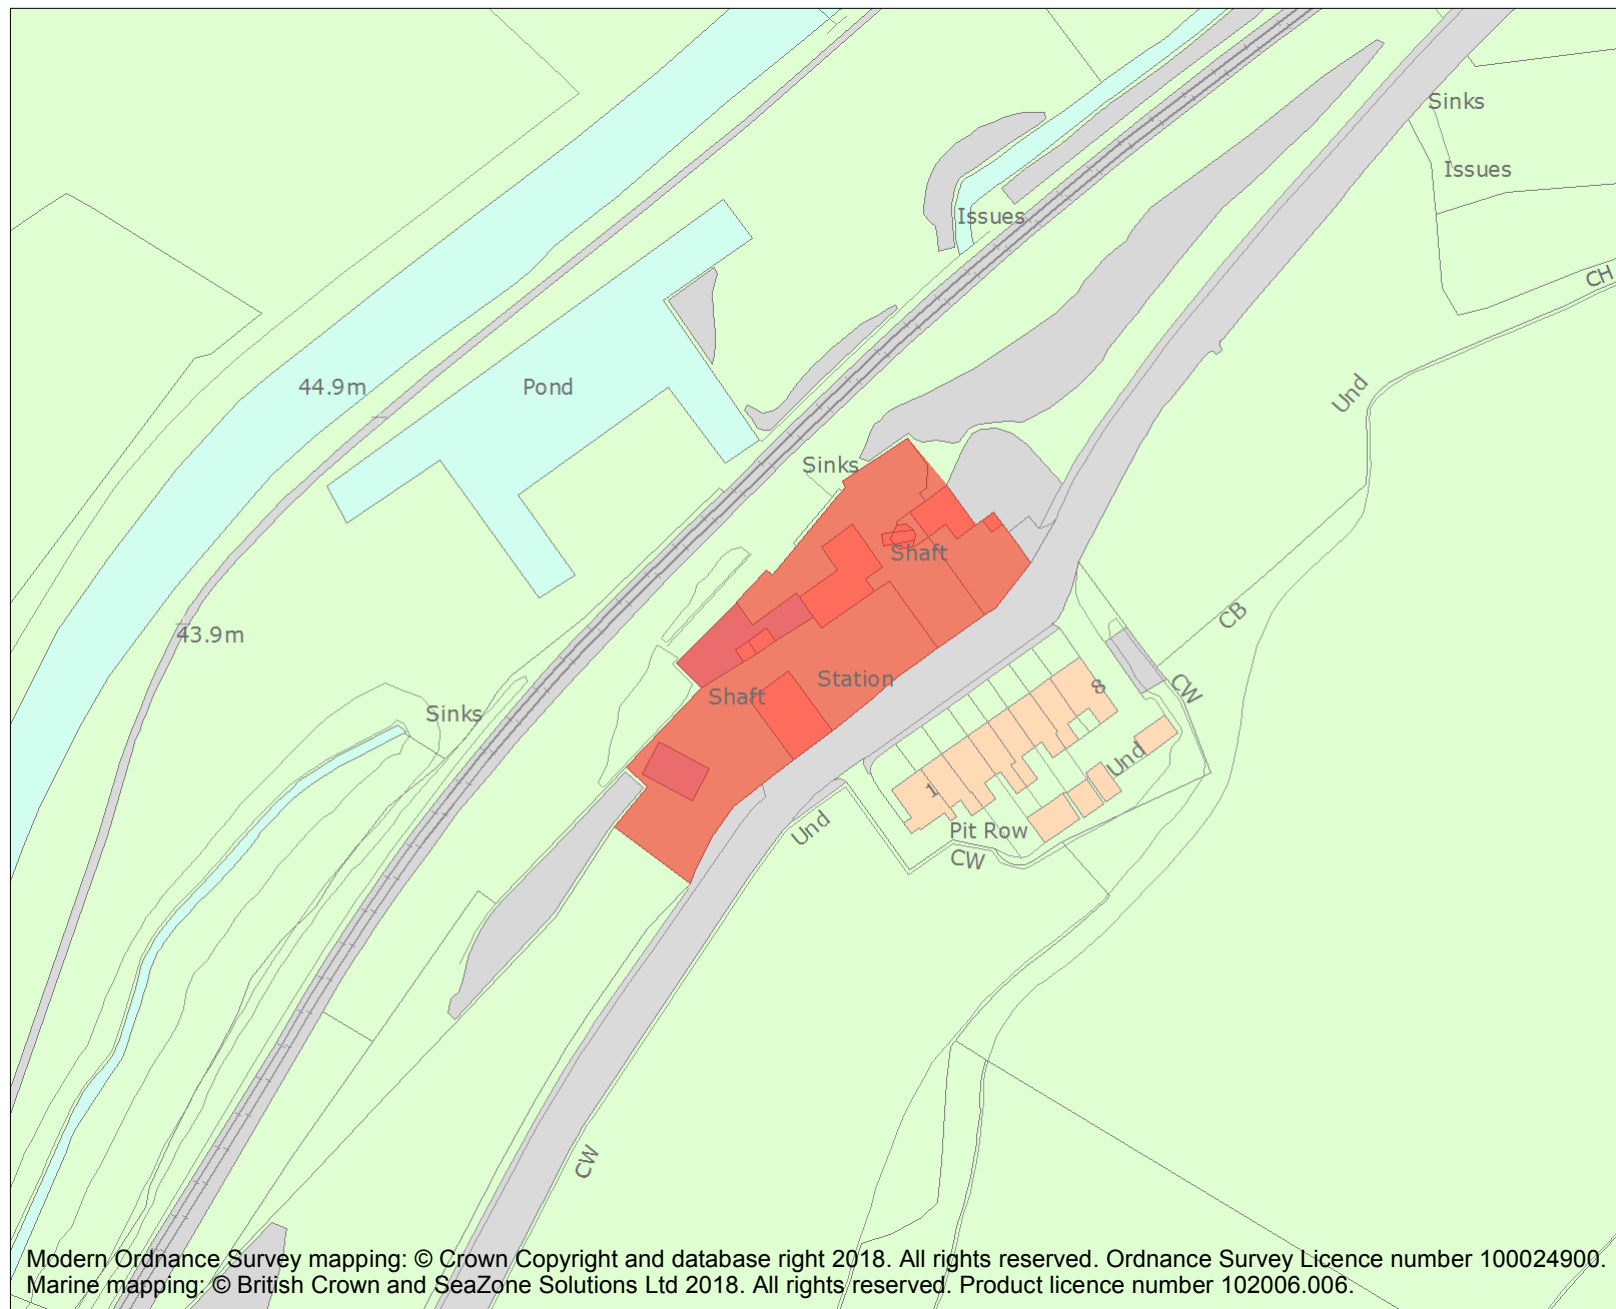 Sinks
Issues
Issues
CH
44.9m
Pond
Und
Sinks
Shaft
CB
43.9m
Station
Shaft
8
CW
Sinks
Und
1
Und
Pit Row
CW
CW
Modern Ordnance Survey mapping: © Crown Copyright and database right 2018. All rights reserved. Ordnance Survey Licence number 100024900.
Marine mapping: © British Crown and SeaZone Solutions Ltd 2018. All rights reserved. Product licence number 102006.006.